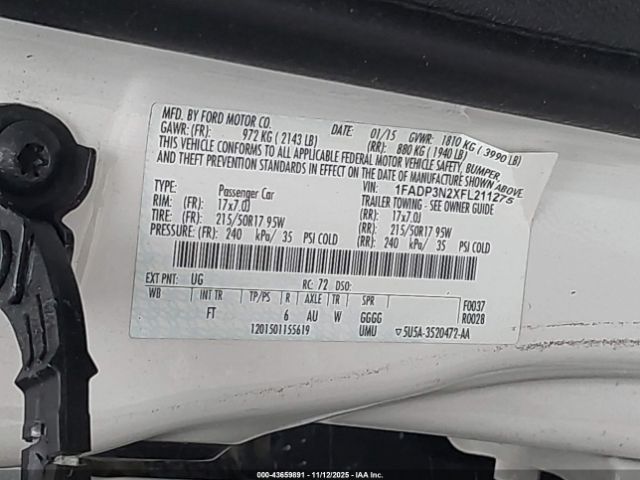 MFD. BY FORD MOTOR CO.
01/15 GVWR: 1810 KG ( 3990 LB)
GAWR: (FR): 972 KG ( 2143 LB) (RR): 880 KG ( 1940 LB)
THIS VEHICLE CONFORMS TO ALL APPLICABLE FEDERAL MOTOR VEHICLE SAFETY, BUMPER,
AND THEFT PREVENTION STANDARDS IN EFFECT ON THE DATE OF MANUFACTURE SHOWN ABOVE
VIN: 1FADP3N2XFL211275
TYPE: Passenger Car TRAILER TOWING - SEE OWNER GUIDE
RIM: (FR): 17x7.0J (RR): 17x7.0J
TIRE: (FR): 215/50R17 95W (RR): 215/50R17 95W
PRESSURE: (FR): 240 kPa/ 35 PSI COLD (RR): 240 kPa/ 35 PSI COLD
EXT PNT: UG RC: 72 DSO:
WB INT TR TP/PS R AXLE TR SPR F0037
FT 6 AU W GGGG R0028
1201501155619 UMU ▽5U5A-3520472-AA
000-43659891 - 11/12/2025 - IAAI.COM